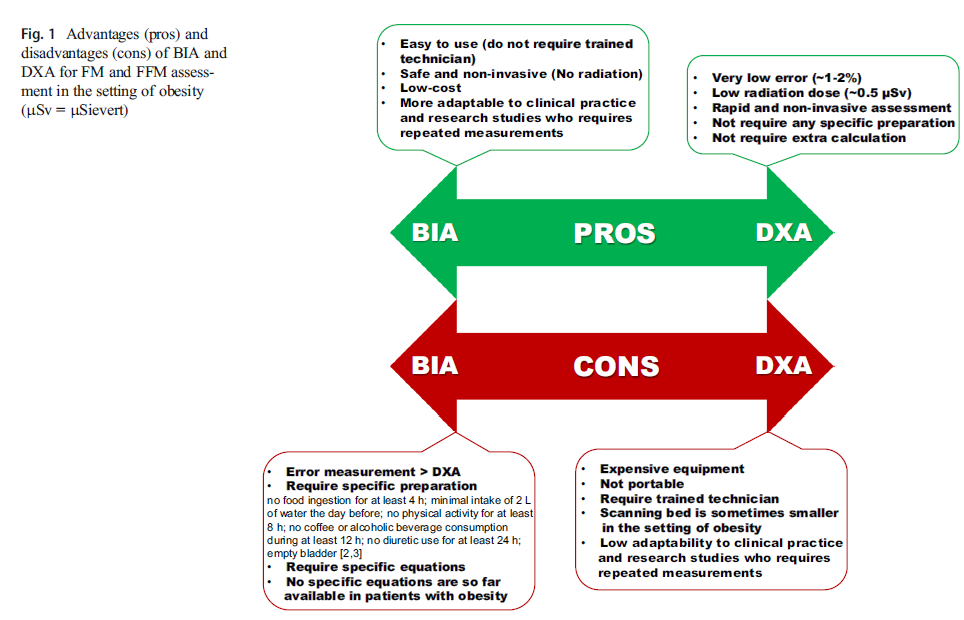 Fig. 1 Advantages (pros) and
disadvantages (cons) of BIA and
DXA for FM and FFM assess-
ment in the setting of obesity
(μSv = μSievert)
• Easy to use (do not require trained
technician)
• Safe and non-invasive (No radiation)
• Low-cost
• More adaptable to clinical practice
and research studies who requires
repeated measurements
• Very low error (~1-2%)
• Low radiation dose (~0.5 μSv)
• Rapid and non-invasive assessment
• Not require any specific preparation
• Not require extra calculation
BIA PROS DXA
BIA CONS DXA
• Error measurement > DXA
• Require specific preparation
no food ingestion for at least 4 h; minimal intake of 2 L
of water the day before; no physical activity for at least
8 h; no coffee or alcoholic beverage consumption
during at least 12 h; no diuretic use for at least 24 h;
empty bladder [2,3]
• Require specific equations
• No specific equations are so far
available in patients with obesity
• Expensive equipment
• Not portable
• Require trained technician
• Scanning bed is sometimes smaller
in the setting of obesity
• Low adaptability to clinical practice
and research studies who requires
repeated measurements